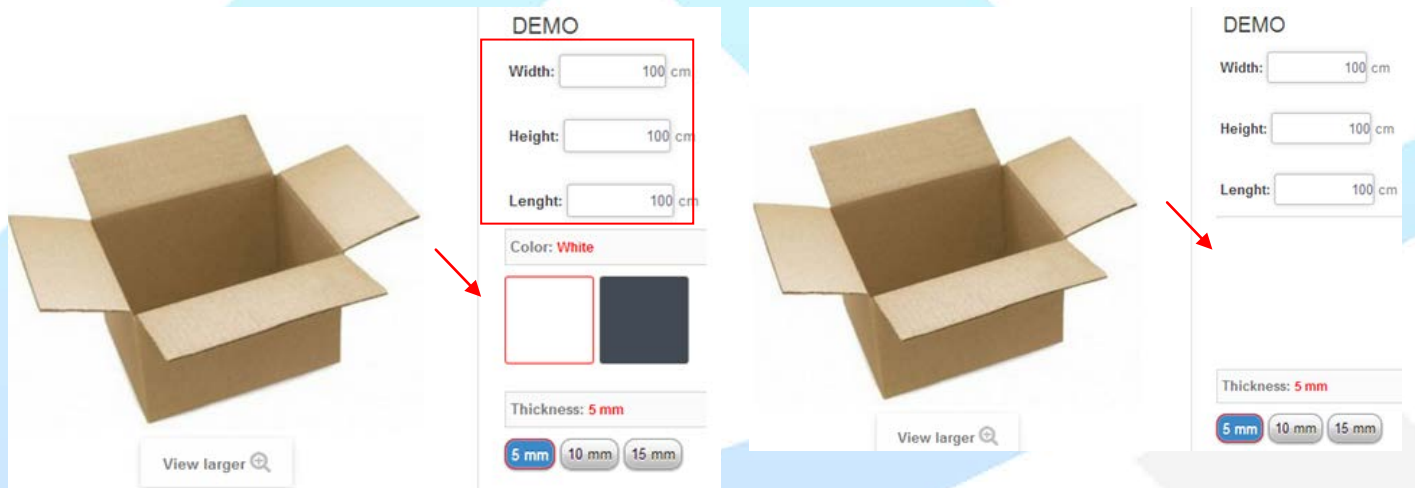 DEMO
Width: 100 cm
Height: 100 cm
Lenght: 100 cm
Color: White
Thickness: 5 mm
5 mm 10 mm 15 mm
View larger
DEMO
Width: 100 cm
Height: 100 cm
Lenght: 100 cm
Thickness: 5 mm
5 mm 10 mm 15 mm
View larger